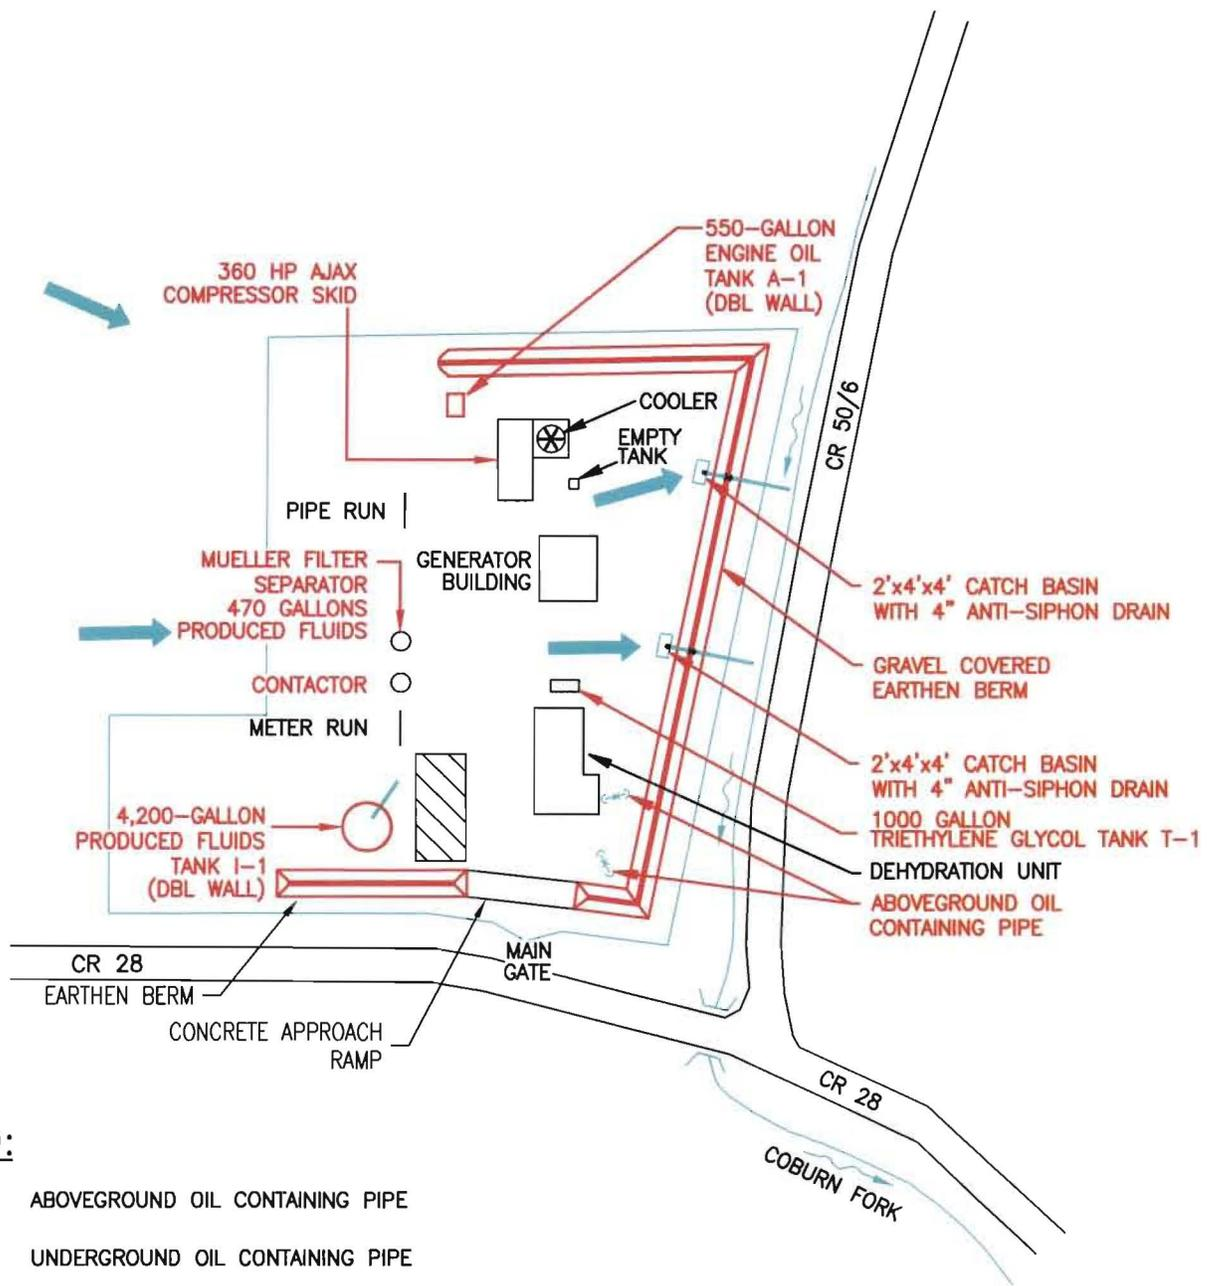 550-GALLON
ENGINE OIL
TANK A-1
(DBL WALL)
360 HP AJAX
COMPRESSOR SKID
COOLER
EMPTY
TANK
CR 50/6
PIPE RUN
MUELLER FILTER
SEPARATOR
470 GALLONS
PRODUCED FLUIDS
GENERATOR
BUILDING
2'x4'x4' CATCH BASIN
WITH 4" ANTI-SIPHON DRAIN
CONTACTOR
GRAVEL COVERED
EARTHEN BERM
METER RUN
2'x4'x4' CATCH BASIN
WITH 4" ANTI-SIPHON DRAIN
4,200-GALLON
PRODUCED FLUIDS
TANK I-1
(DBL WALL)
1000 GALLON
TRIETHYLENE GLYCOL TANK T-1
DEHYDRATION UNIT
ABOVEGROUND OIL
CONTAINING PIPE
MAIN
GATE
CR 28
EARTHEN BERM
CONCRETE APPROACH
RAMP
CR 28
COBURN FORK
:
ABOVEGROUND OIL CONTAINING PIPE
UNDERGROUND OIL CONTAINING PIPE